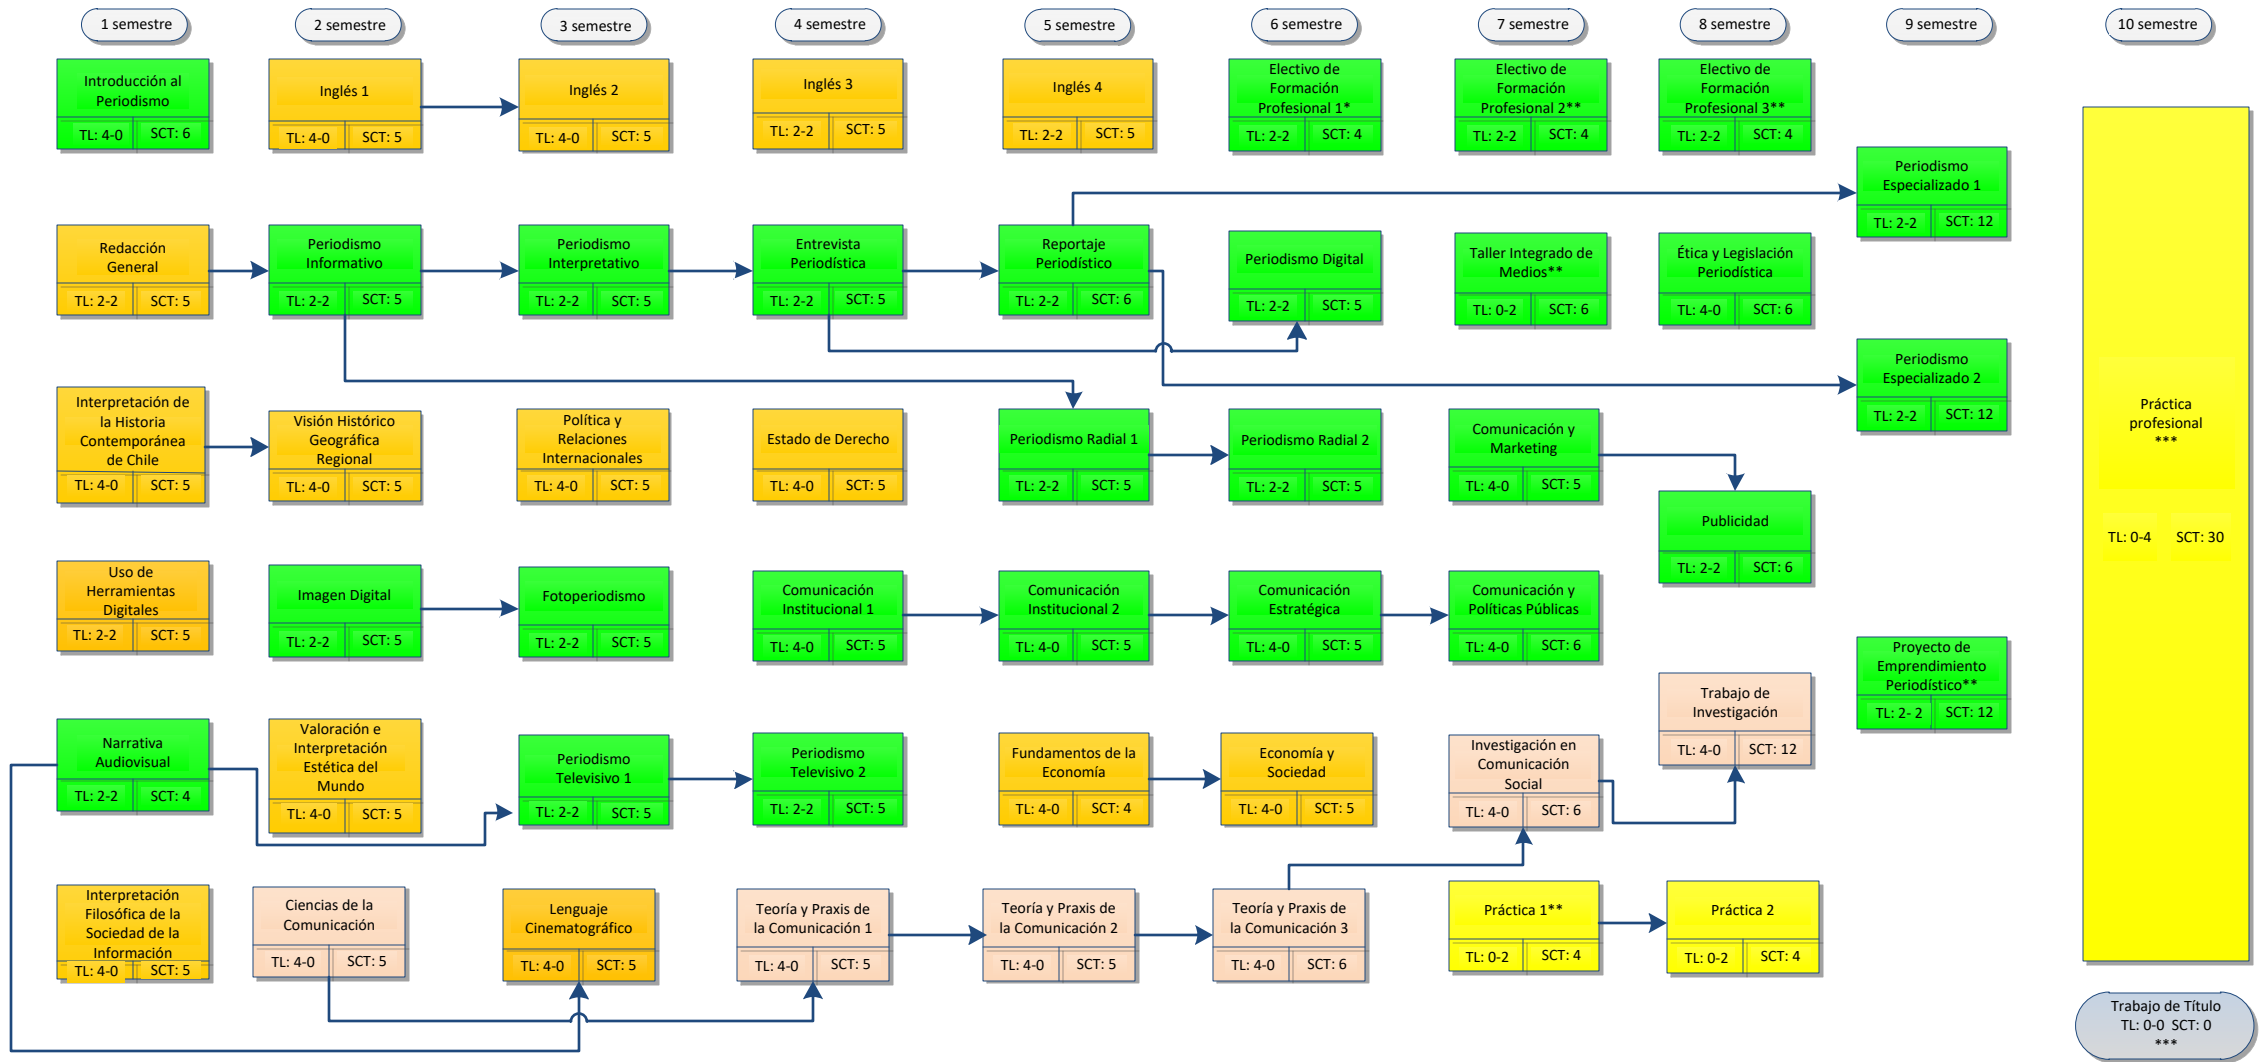 1 semestre
2 semestre
3 semestre
4 semestre
5 semestre
6 semestre
7 semestre
8 semestre
9 semestre
10 semestre
Introducción al
Periodismo
TL: 4-0 SCT: 6
Inglés 1
TL: 4-0 SCT: 5
Inglés 2
TL: 4-0 SCT: 5
Inglés 3
TL: 2-2 SCT: 5
Inglés 4
TL: 2-2 SCT: 5
Electivo de
Formación
Profesional 1*
TL: 2-2 SCT: 4
Electivo de
Formación
Profesional 2**
TL: 2-2 SCT: 4
Electivo de
Formación
Profesional 3**
TL: 2-2 SCT: 4
Periodismo
Especializado 1
TL: 2-2 SCT: 12
Redacción
General
TL: 2-2 SCT: 5
Periodismo
Informativo
TL: 2-2 SCT: 5
Periodismo
Interpretativo
TL: 2-2 SCT: 5
Entrevista
Periodística
TL: 2-2 SCT: 5
Reportaje
Periodístico
TL: 2-2 SCT: 6
Periodismo Digital
TL: 2-2 SCT: 5
Taller Integrado de
Medios**
TL: 0-2 SCT: 6
Ética y Legislación
Periodística
TL: 4-0 SCT: 6
Periodismo
Especializado 2
TL: 2-2 SCT: 12
Interpretación de
la Historia
Contemporánea
de Chile
TL: 4-0 SCT: 5
Visión Histórico
Geográfica
Regional
TL: 4-0 SCT: 5
Política y
Relaciones
Internacionales
TL: 4-0 SCT: 5
Estado de Derecho
TL: 4-0 SCT: 5
Periodismo Radial 1
TL: 2-2 SCT: 5
Periodismo Radial 2
TL: 2-2 SCT: 5
Comunicación y
Marketing
TL: 4-0 SCT: 5
Publicidad
TL: 2-2 SCT: 6
Práctica
profesional
***
TL: 0-4 SCT: 30
Uso de
Herramientas
Digitales
TL: 2-2 SCT: 5
Imagen Digital
TL: 2-2 SCT: 5
Fotoperiodismo
TL: 2-2 SCT: 5
Comunicación
Institucional 1
TL: 4-0 SCT: 5
Comunicación
Institucional 2
TL: 4-0 SCT: 5
Comunicación
Estratégica
TL: 4-0 SCT: 5
Comunicación y
Políticas Públicas
TL: 4-0 SCT: 6
Trabajo de
Investigación
TL: 4-0 SCT: 12
Proyecto de
Emprendimiento
Periodístico**
TL: 2- 2 SCT: 12
Narrativa
Audiovisual
TL: 2-2 SCT: 4
Valoración e
Interpretación
Estética del
Mundo
TL: 4-0 SCT: 5
Periodismo
Televisivo 1
TL: 2-2 SCT: 5
Periodismo
Televisivo 2
TL: 2-2 SCT: 5
Fundamentos de la
Economía
TL: 4-0 SCT: 4
Economía y
Sociedad
TL: 4-0 SCT: 5
Investigación en
Comunicación
Social
TL: 4-0 SCT: 6
Interpretación
Filosófica de la
Sociedad de la
Información
TL: 4-0 SCT: 5
Ciencias de la
Comunicación
TL: 4-0 SCT: 5
Lenguaje
Cinematográfico
TL: 4-0 SCT: 5
Teoría y Praxis de
la Comunicación 1
TL: 4-0 SCT: 5
Teoría y Praxis de
la Comunicación 2
TL: 4-0 SCT: 5
Teoría y Praxis de
la Comunicación 3
TL: 4-0 SCT: 6
Práctica 1**
TL: 0-2 SCT: 4
Práctica 2
TL: 0-2 SCT: 4
Trabajo de Título
TL: 0-0 SCT: 0
***